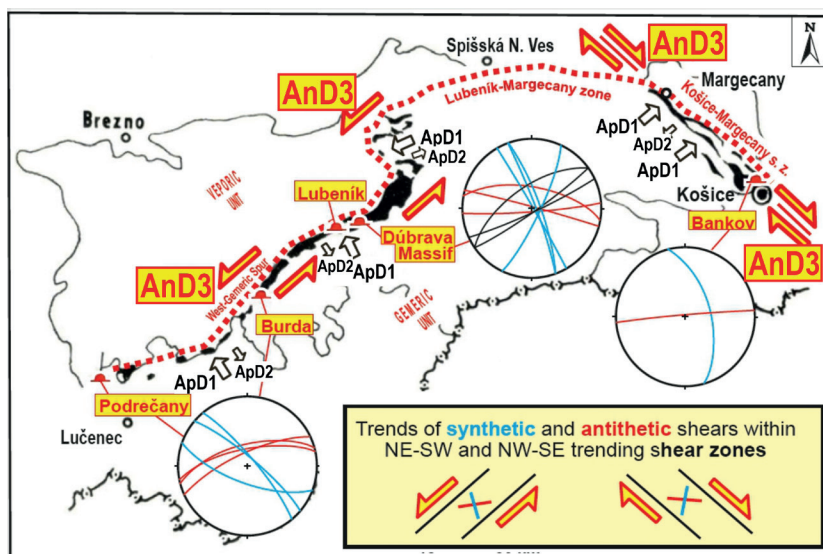 N
Spišská N. Ves
AnD3
Margecany
AnD3
Lubeník-Margecany zone
Košice-Margecany s. z.
Brezno
ApD1
ApD2
ApD1
ApD2
ApD1
VEPORIC
UNIT
Lubeník
Košice
Dúbrava
Massif
Bankov
ApD2
ApD1
AnD3
AnD3
West-Gemeric Spur
GEMERIC
UNIT
Burda
ApD1
ApD2
Podrečany
Lučenec
Trends of synthetic and antithetic shears within
NE-SW and NW-SE trending shear zones